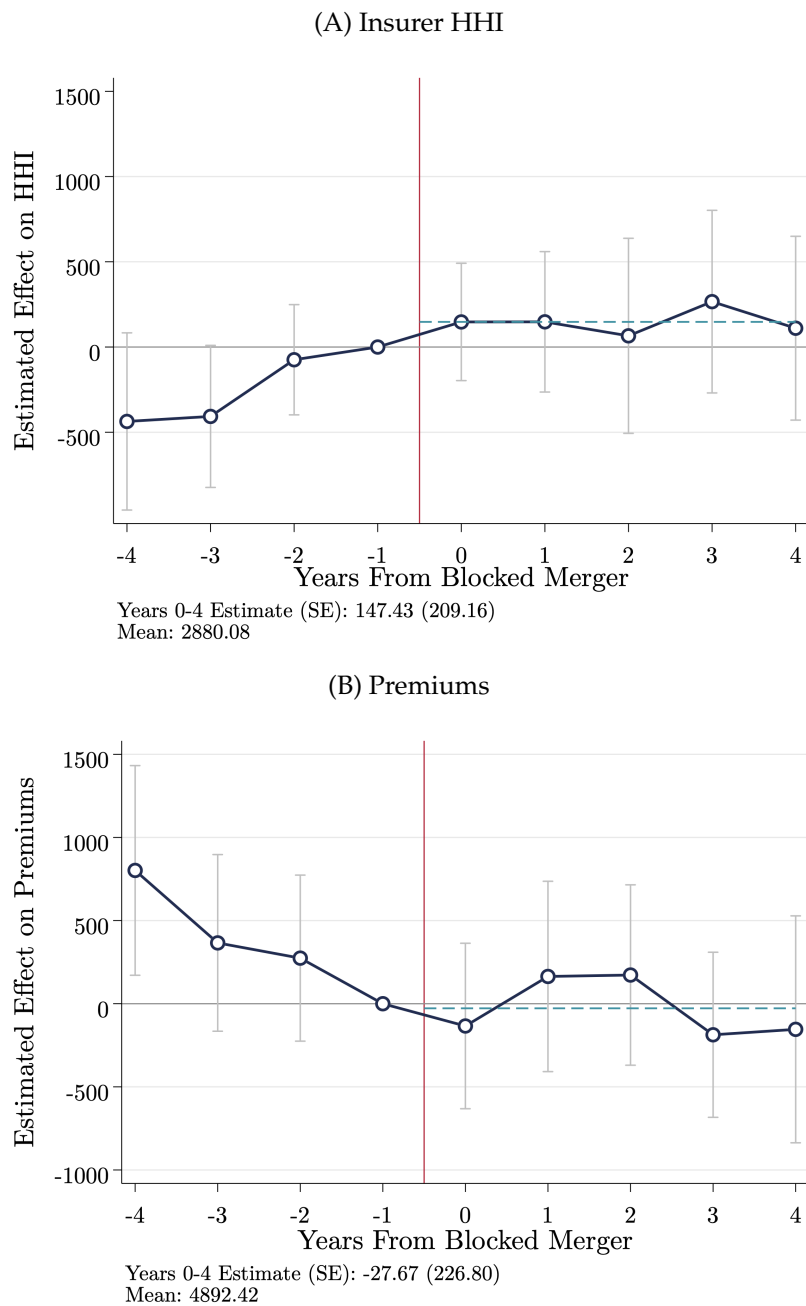 (A) Insurer HHI
Estimated Effect on HHI
1500
1000
500
0
-500
-4 -3 -2 -1 0 1 2 3 4
Years From Blocked Merger
Years 0-4 Estimate (SE): 147.43 (209.16)
Mean: 2880.08
(B) Premiums
Estimated Effect on Premiums
1500
1000
500
0
-500
-1000
-4 -3 -2 -1 0 1 2 3 4
Years From Blocked Merger
Years 0-4 Estimate (SE): -27.67 (226.80)
Mean: 4892.42